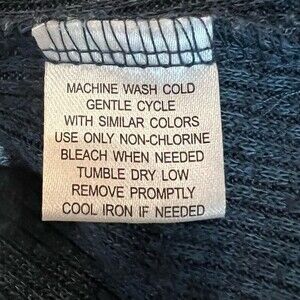 MACHINE WASH COLD
GENTLE CYCLE
WITH SIMILAR COLORS
USE ONLY NON-CHLORINE
BLEACH WHEN NEEDED
TUMBLE DRY LOW
REMOVE PROMPTLY
COOL IRON IF NEEDED